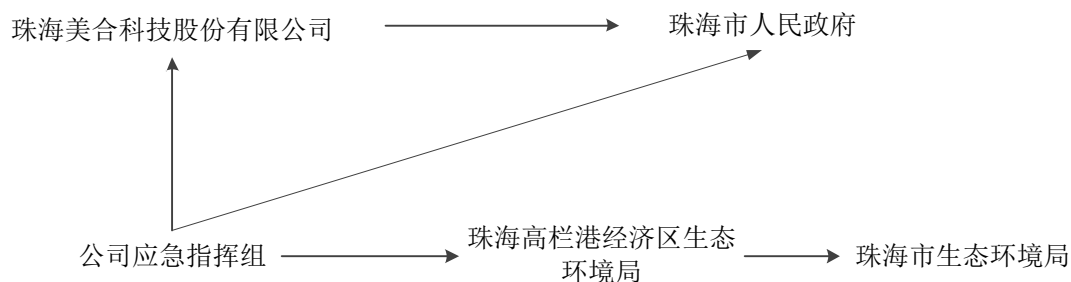 珠海美合科技股份有限公司
珠海市人民政府
公司应急指挥组
珠海高栏港经济区生态
环境局
珠海市生态环境局